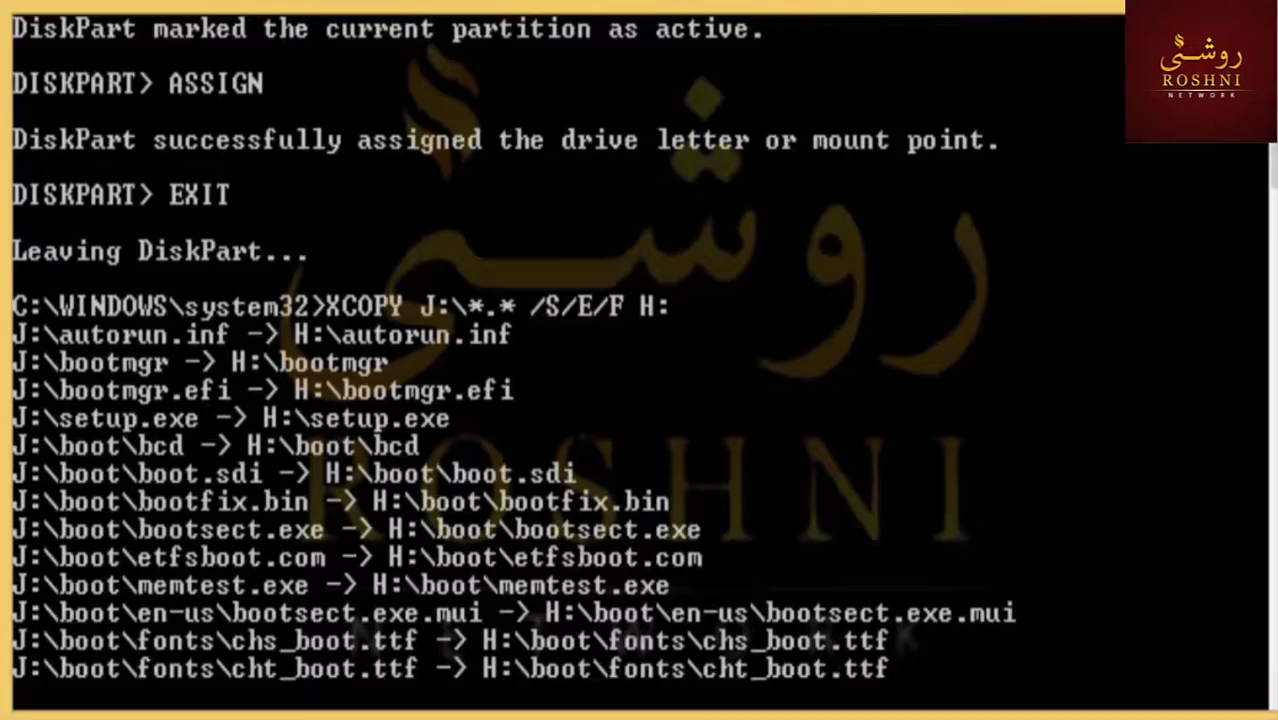 DiskPart marked the current partition as active.
DISKPART> ASSIGN
DiskPart successfully assigned the drive letter or mount point.
DISKPART> EXIT
Leaving DiskPart...
C:\WINDOWS\system32>XCOPY J:\*.* /S/E/F H:
J:\autorun.inf -> H:\autorun.inf
J:\bootmgr -> H:\bootmgr
J:\bootmgr.efi -> H:\bootmgr.efi
J:\setup.exe -> H:\setup.exe
J:\boot\bcd -> H:\boot\bcd
J:\boot\boot.sdi -> H:\boot\boot.sdi
J:\boot\bootfix.bin -> H:\boot\bootfix.bin
J:\boot\bootsect.exe -> H:\boot\bootsect.exe
J:\boot\etfsboot.com -> H:\boot\etfsboot.com
J:\boot\memtest.exe -> H:\boot\memtest.exe
J:\boot\en-us\bootsect.exe.mui -> H:\boot\en-us\bootsect.exe.mui
J:\boot\fonts\chs_boot.ttf -> H:\boot\fonts\chs_boot.ttf
J:\boot\fonts\cht_boot.ttf -> H:\boot\fonts\cht_boot.ttf
روشنی
ROSHNI
NETWORK
روشنی
ROSHNI
NETWORK